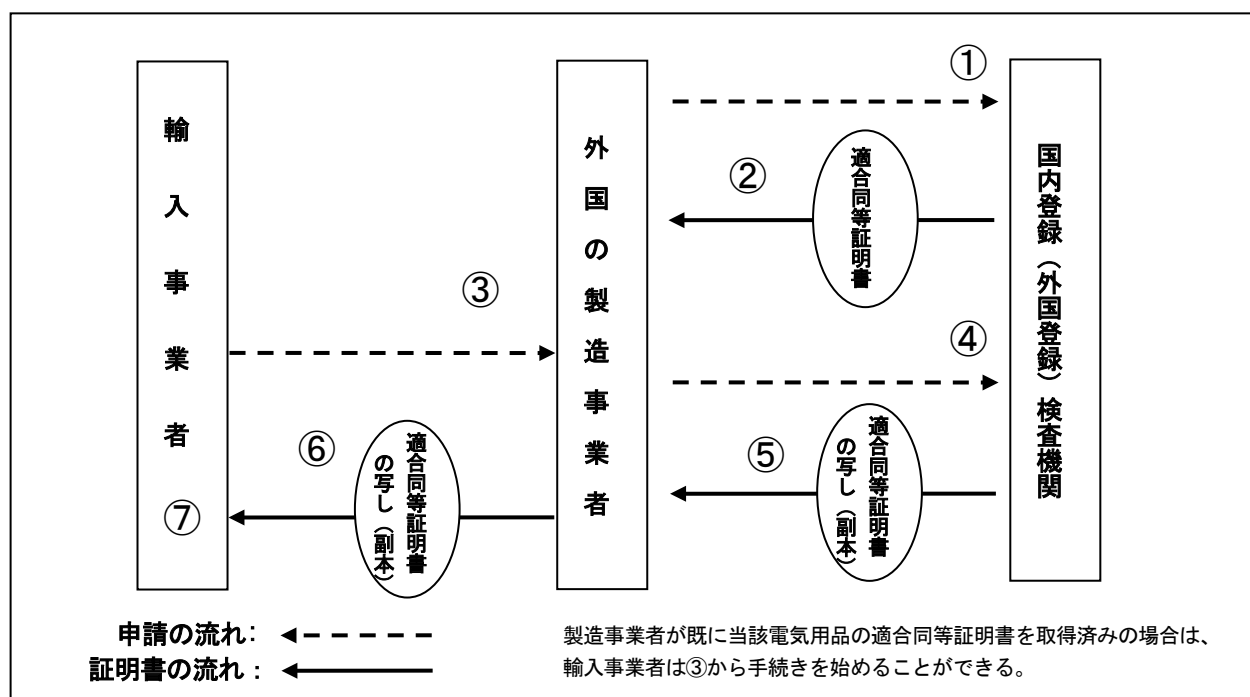 輸入事業者
⑦
外国の製造事業者
国内登録(外国登録)検査機関
①
②
適合同等証明書
③
④
⑤
適合同等証明書
の写し(副本)
⑥
適合同等証明書
の写し(副本)
申請の流れ:
証明書の流れ:
製造事業者が既に当該電気用品の適合同等証明書を取得済みの場合は、
輸入事業者は③から手続きを始めることができる。